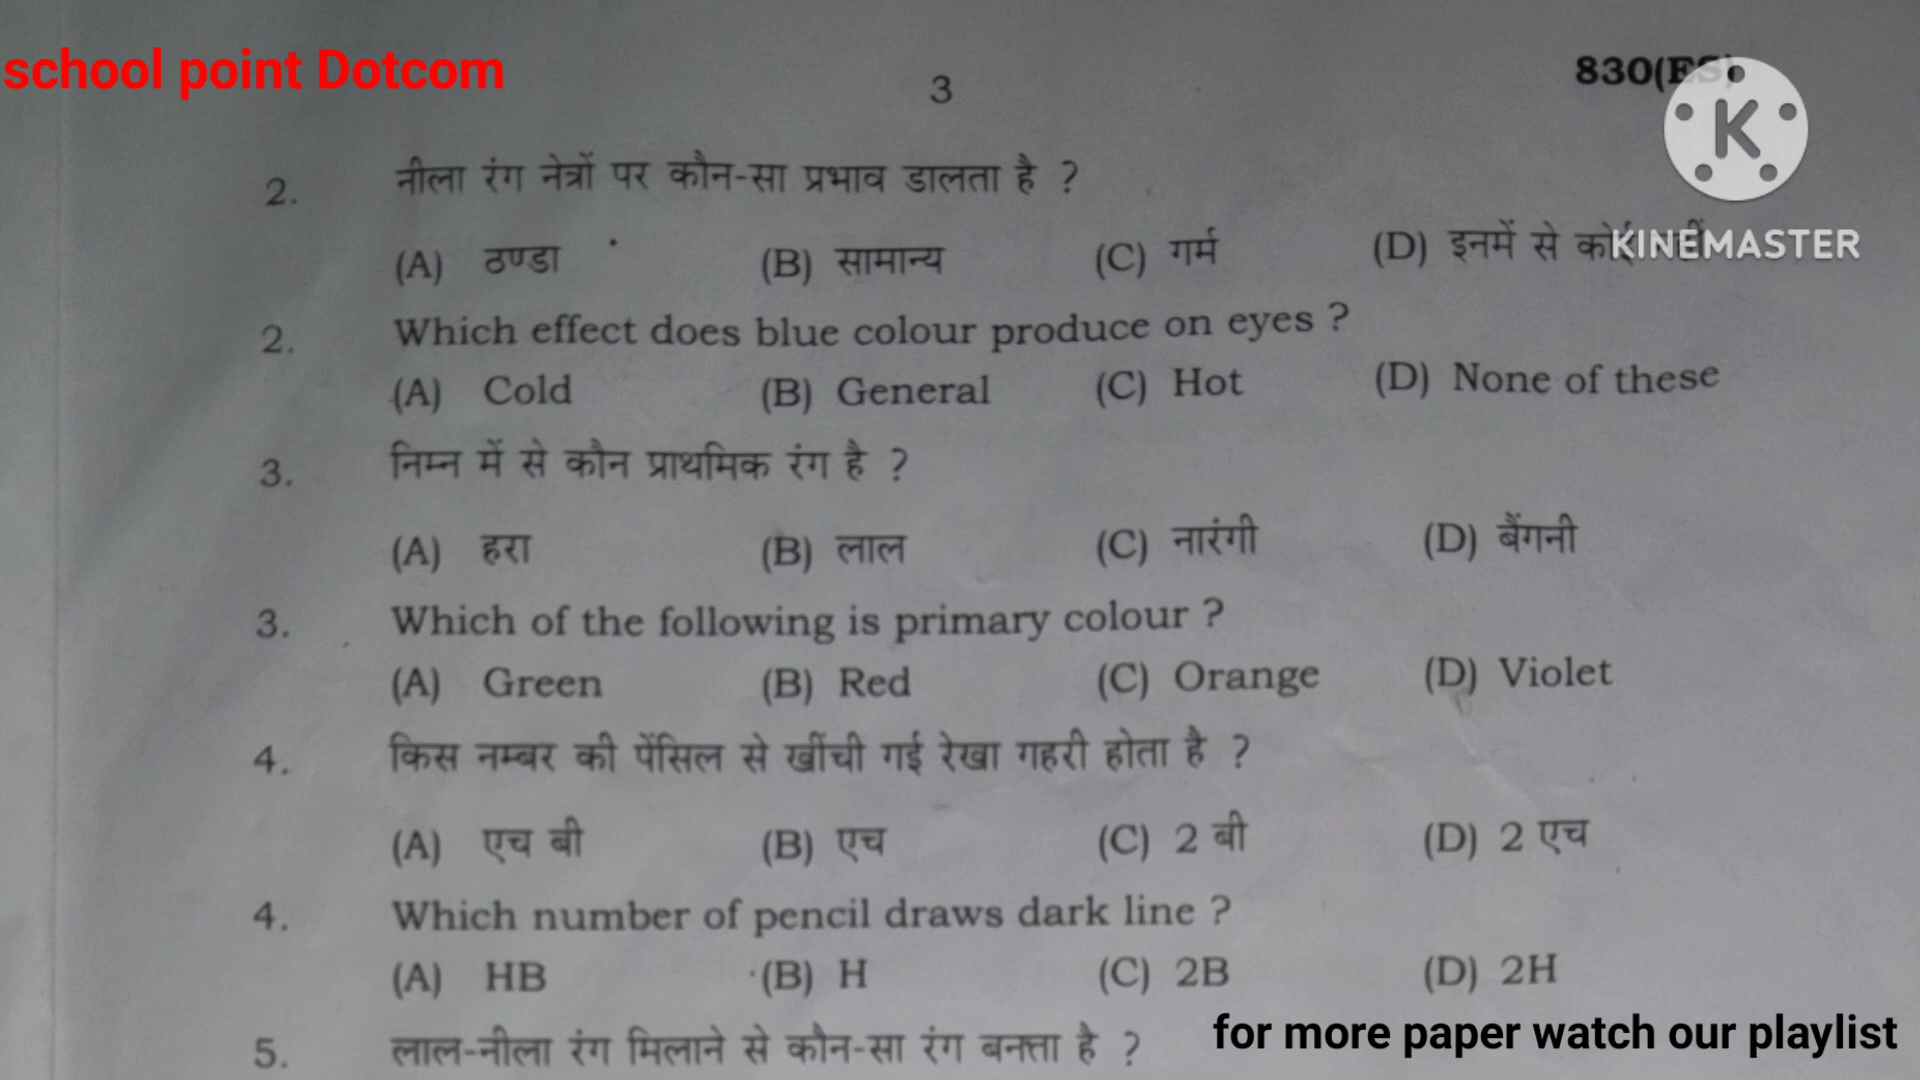 school point Dotcom
3
830(ES)
2. नीला रंग नेत्रों पर कौन-सा प्रभाव डालता है ?
(A) ठण्डा (B) सामान्य (C) गर्म (D) इनमें से
KINEMASTER
2. Which effect does blue colour produce on eyes ?
(A) Cold (B) General (C) Hot (D) None of these
3. निम्न में से कौन प्राथमिक रंग है ?
(A) हरा (B) लाल (C) नारंगी (D) बैंगनी
3. Which of the following is primary colour ?
(A) Green (B) Red (C) Orange (D) Violet
4. किस नम्बर की पेंसिल से खींची गई रेखा गहरी होता है ?
(A) एच बी (B) एच (C) 2 बी (D) 2 एच
4. Which number of pencil draws dark line ?
(A) HB (B) H (C) 2B (D) 2H
5. लाल-नीला रंग मिलाने से कौन-सा रंग बनता है ?
for more paper watch our playlist